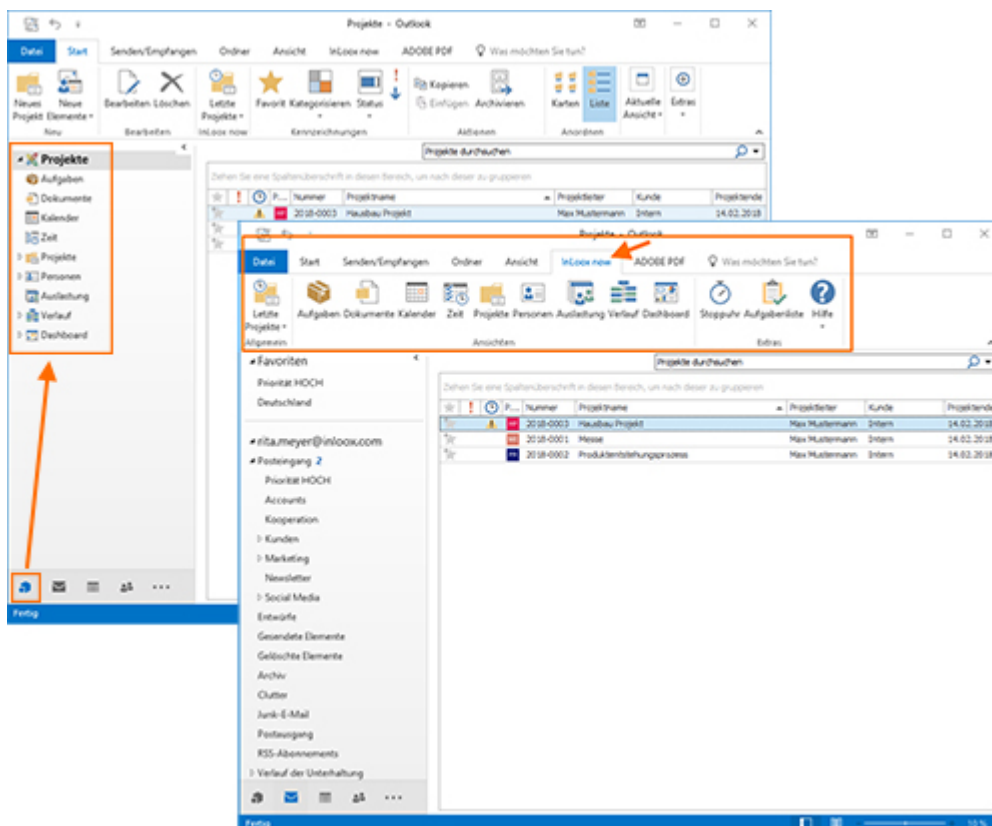 Projekte - Outlook
Datei Start Senden/Empfangen Ordner Ansicht InLoox now ADOBE PDF Was möchten Sie tun?
Neues Projekt Neue Elemente Bearbeiten Löschen Letzte Projekte Favorit Kategorisieren Status Kopieren Einfügen Archivieren Karten Liste Aktuelle Ansicht Extras
Neu Bearbeiten InLoox now Kennzeichnungen Aktionen Anordnen
Projekte durchsuchen
Projekte
Aufgaben
Dokumente
Kalender
Zeit
Projekte
Personen
Auslastung
Verlauf
Dashboard
Ziehen Sie eine Spaltenüberschrift in diesen Bereich, um nach dieser zu gruppieren
P... Nummer Projektname Projektleiter Kunde Projektende
2018-0003 Hausbau Projekt Max Mustermann Intern 14.02.2018
Fertig
Projekte - Outlook
Datei Start Senden/Empfangen Ordner Ansicht InLoox now ADOBE PDF Was möchten Sie tun?
Letzte Projekte Aufgaben Dokumente Kalender Zeit Projekte Personen Auslastung Verlauf Dashboard Stoppuhr Aufgabenliste Hilfe
Allgemein Ansichten Extras
Projekte durchsuchen
Favoriten
Priorität HOCH
Deutschland
rita.meyer@inloox.com
Posteingang 2
Priorität HOCH
Accounts
Kooperation
Kunden
Marketing
Newsletter
Social Media
Entwürfe
Gesendete Elemente
Gelöschte Elemente
Archiv
Clutter
Junk-E-Mail
Postausgang
RSS-Abonnements
Verlauf der Unterhaltung
Ziehen Sie eine Spaltenüberschrift in diesen Bereich, um nach dieser zu gruppieren
P... Nummer Projektname Projektleiter Kunde Projektende
2018-0003 Hausbau Projekt Max Mustermann Intern 14.02.2018
2018-0001 Messe Max Mustermann Intern 14.02.2018
2018-0002 Produktentstehungsprozess Max Mustermann Intern 14.02.2018
Fertig 10 %